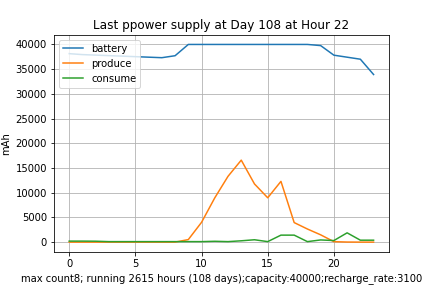 Last ppower supply at Day 108 at Hour 22
40000
35000
30000
25000
20000
15000
10000
5000
0
mAh
battery
produce
consume
0 5 10 15 20
max count8; running 2615 hours (108 days);capacity:40000;recharge_rate:3100